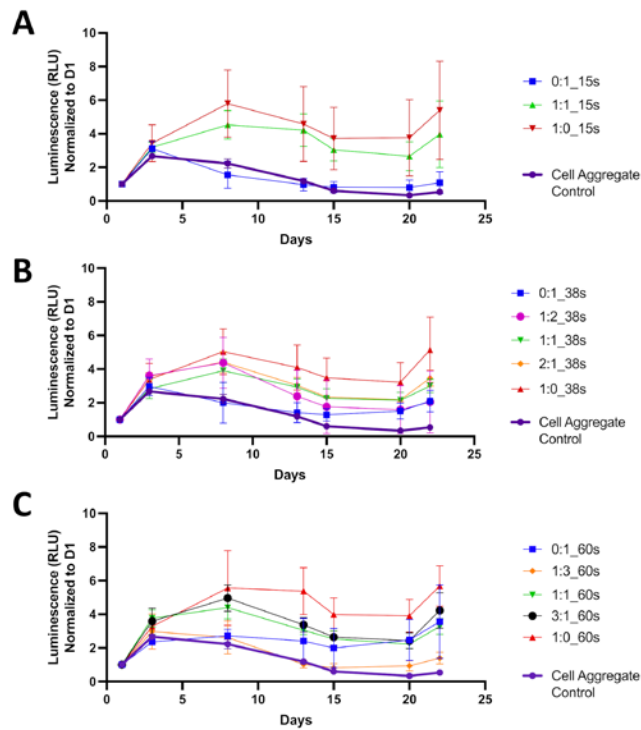 A
Luminescence (RLU)
Normalized to D1
10
8
6
4
2
0
0
5
10
15
20
25
Days
0:1_15s
1:1_15s
1:0_15s
Cell Aggregate
Control
B
Luminescence (RLU)
Normalized to D1
10
8
6
4
2
0
0
5
10
15
20
25
Days
0:1_38s
1:2_38s
1:1_38s
2:1_38s
1:0_38s
Cell Aggregate
Control
C
Luminescence (RLU)
Normalized to D1
10
8
6
4
2
0
0
5
10
15
20
25
Days
0:1_60s
1:3_60s
1:1_60s
3:1_60s
1:0_60s
Cell Aggregate
Control